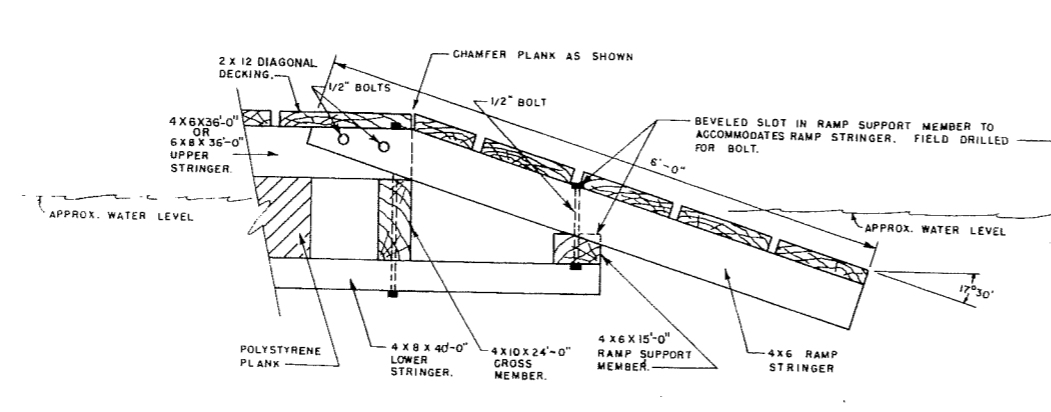 CHAMFER PLANK AS SHOWN
2 X 12 DIAGONAL
DECKING.
1/2" BOLTS
1/2" BOLT
4 X 6 X 36'-0"
OR
6 X 8 X 36'-0"
UPPER
STRINGER.
BEVELED SLOT IN RAMP SUPPORT MEMBER TO
ACCOMMODATES RAMP STRINGER. FIELD DRILLED
FOR BOLT.
6'-0"
APPROX. WATER LEVEL
APPROX. WATER LEVEL
17°30'
POLYSTYRENE
PLANK
4 X 8 X 40'-0"
LOWER
STRINGER.
4 X 10 X 24'-0"
CROSS
MEMBER.
4 X 6 X 15'-0"
RAMP SUPPORT
MEMBER.
4 X 6 RAMP
STRINGER